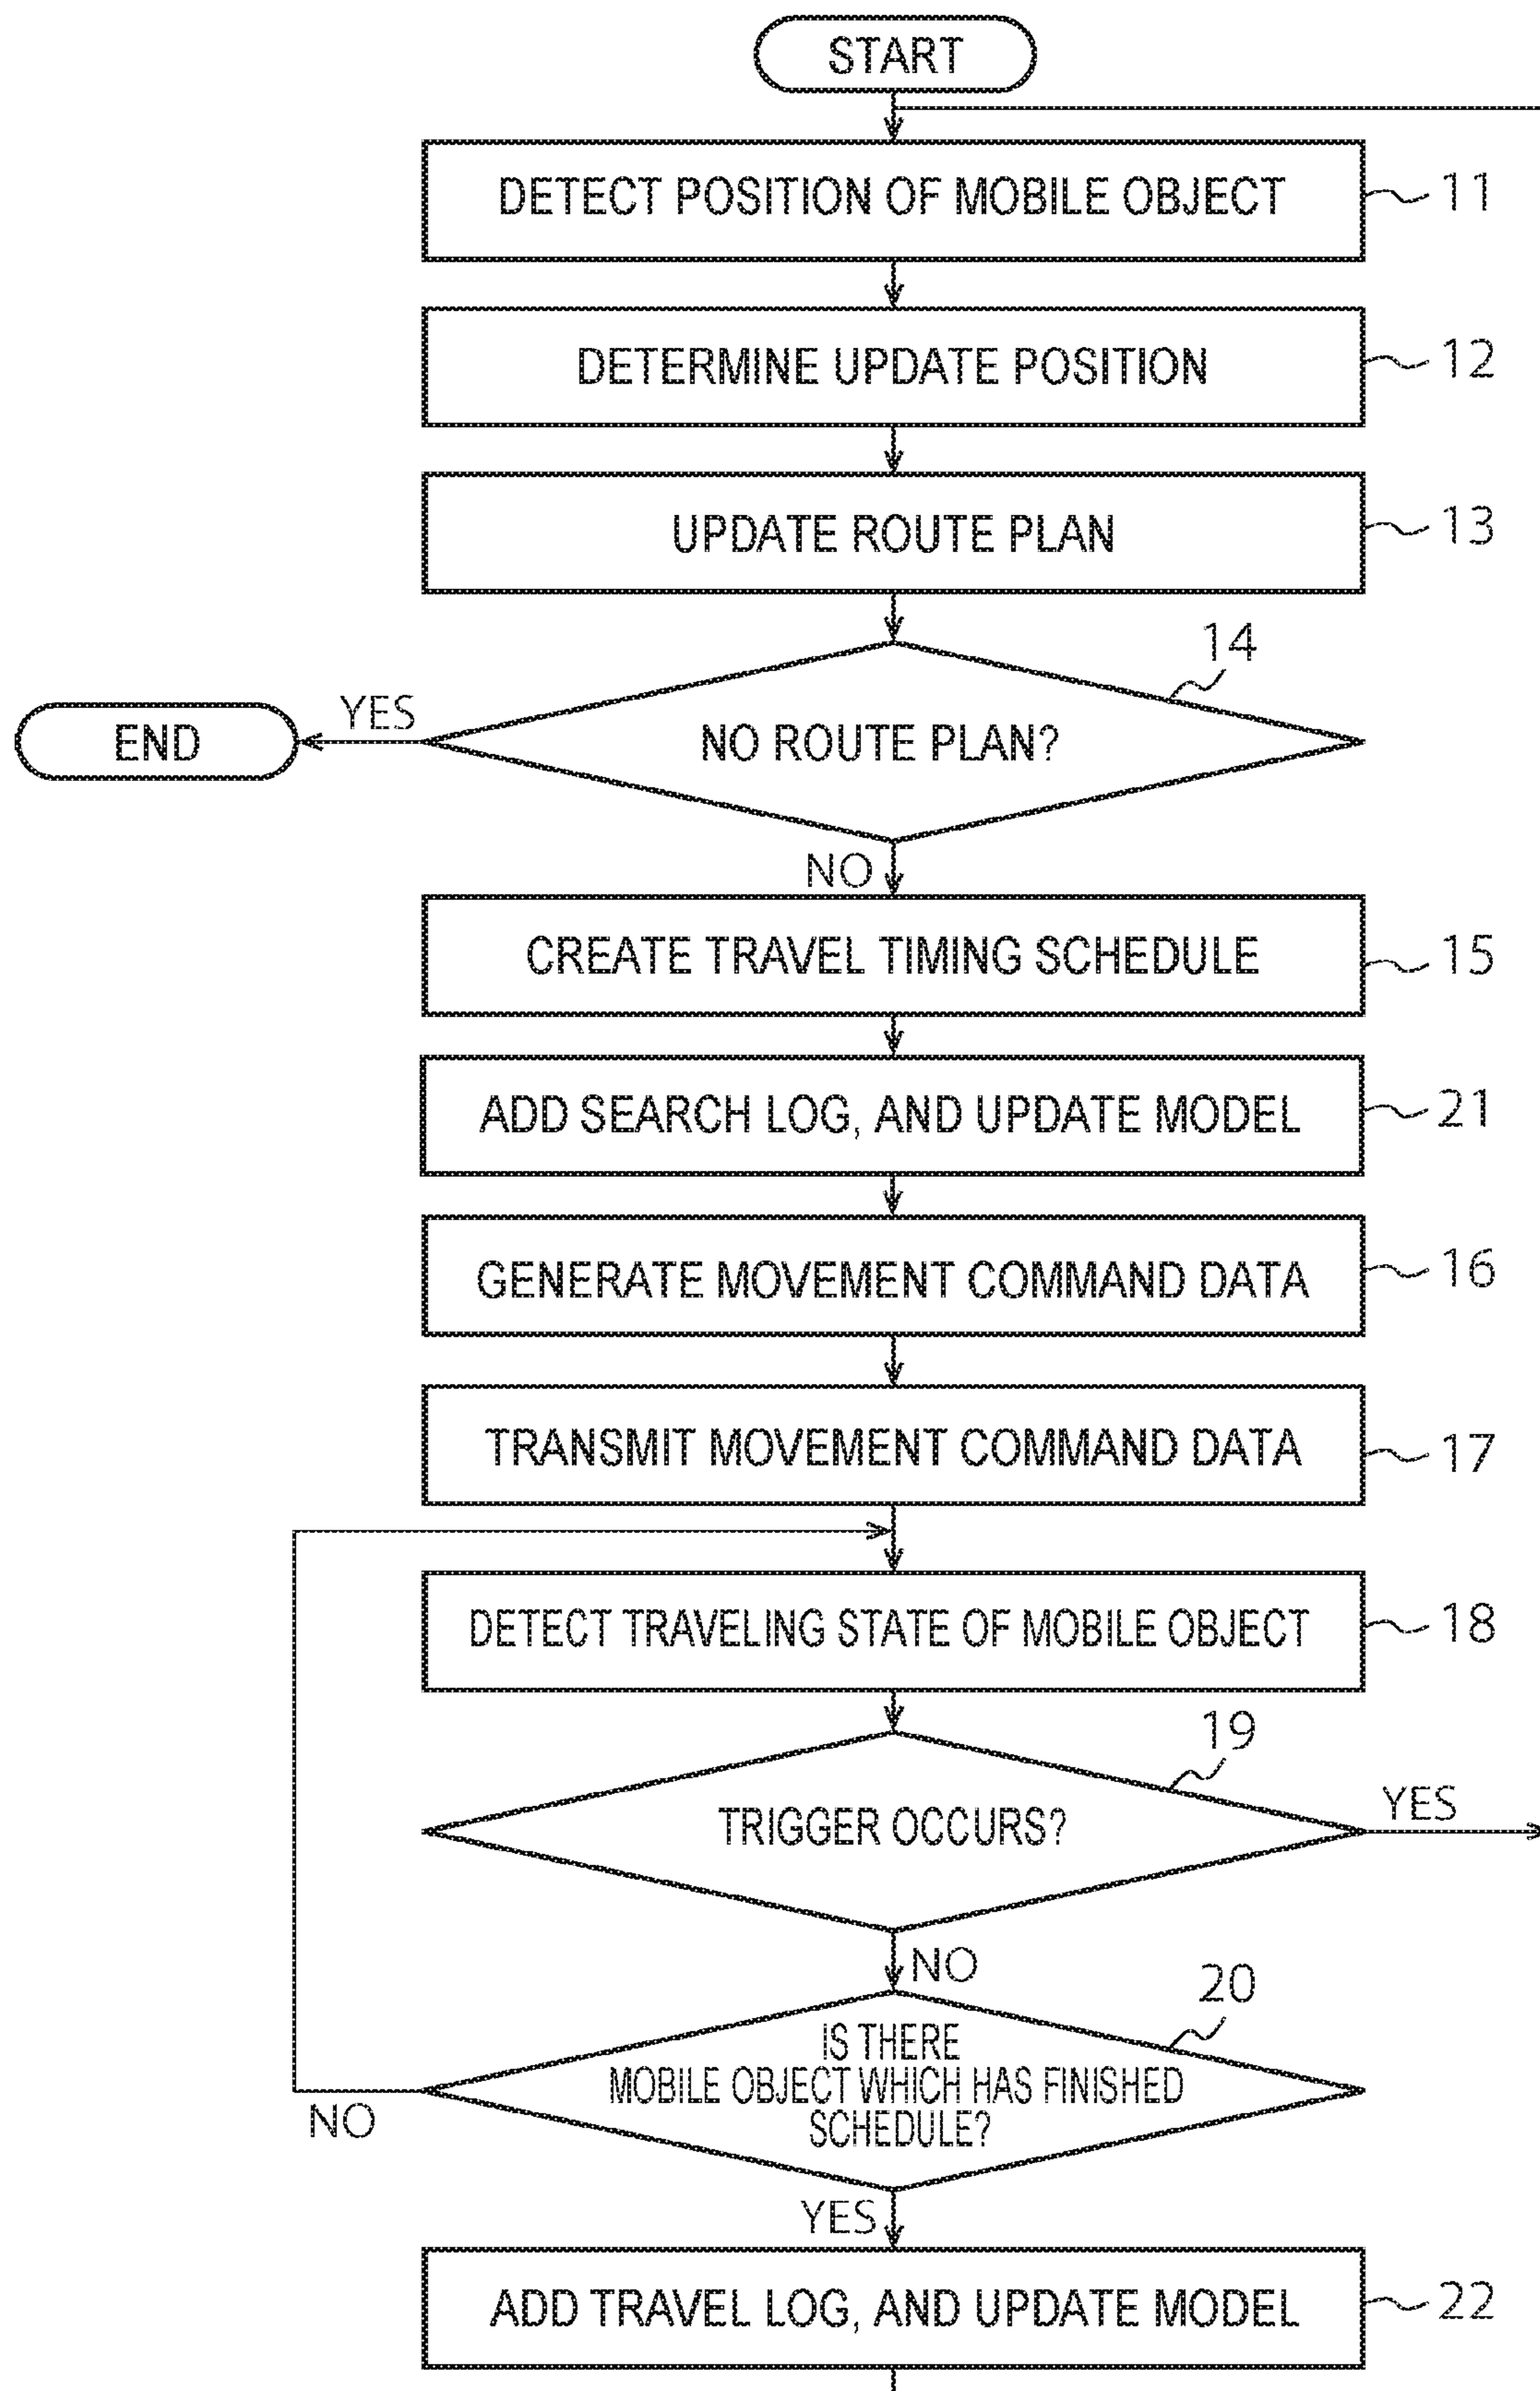 START
DETECT POSITION OF MOBILE OBJECT
11
DETERMINE UPDATE POSITION
12
UPDATE ROUTE PLAN
13
14
NO ROUTE PLAN?
YES
END
NO
CREATE TRAVEL TIMING SCHEDULE
15
ADD SEARCH LOG, AND UPDATE MODEL
21
GENERATE MOVEMENT COMMAND DATA
16
TRANSMIT MOVEMENT COMMAND DATA
17
DETECT TRAVELING STATE OF MOBILE OBJECT
18
19
TRIGGER OCCURS?
YES
NO
20
IS THERE
MOBILE OBJECT WHICH HAS FINISHED
SCHEDULE?
NO
YES
ADD TRAVEL LOG, AND UPDATE MODEL
22